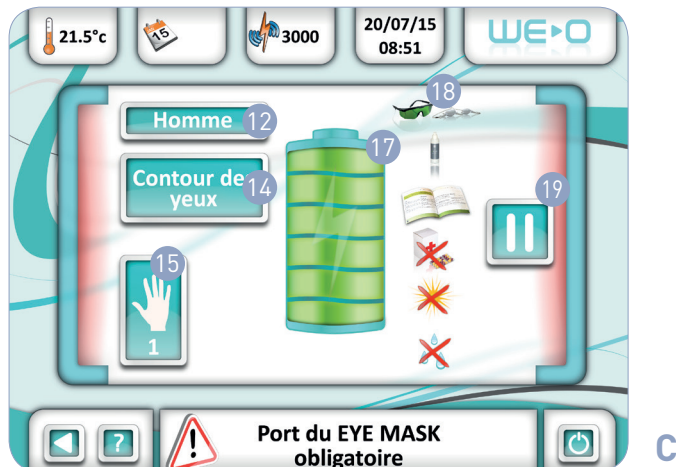 21.5°c
15
3000
20/07/15
08:51
WE▸O
18
Homme 12
17
Contour de
yeux
14
19
15
1
Port du EYE MASK
obligatoire
?
C